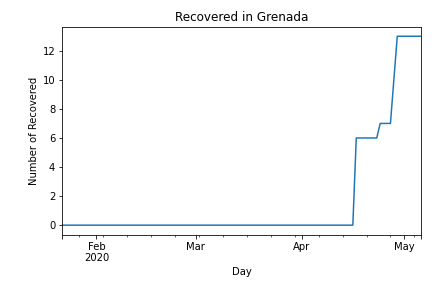 Recovered in Grenada
Number of Recovered
12
10
8
6
4
2
0
Feb
2020
Mar
Apr
May
Day